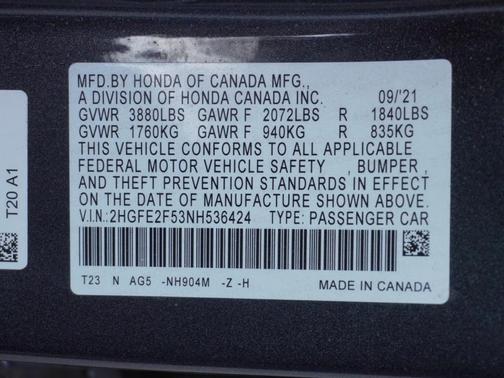 MFD.BY HONDA OF CANADA MFG.,
A DIVISION OF HONDA CANADA INC. 09/'21
GVWR 3880LBS GAWR F 2072LBS R 1840LBS
GVWR 1760KG GAWR F 940KG R 835KG
THIS VEHICLE CONFORMS TO ALL APPLICABLE
FEDERAL MOTOR VEHICLE SAFETY , BUMPER ,
AND THEFT PREVENTION STANDARDS IN EFFECT
ON THE DATE OF MANUFACTURE SHOWN ABOVE.
V.I.N.:2HGFE2F53NH536424 TYPE: PASSENGER CAR
T23 N AG5 -NH904M -Z -H MADE IN CANADA
T20 A1